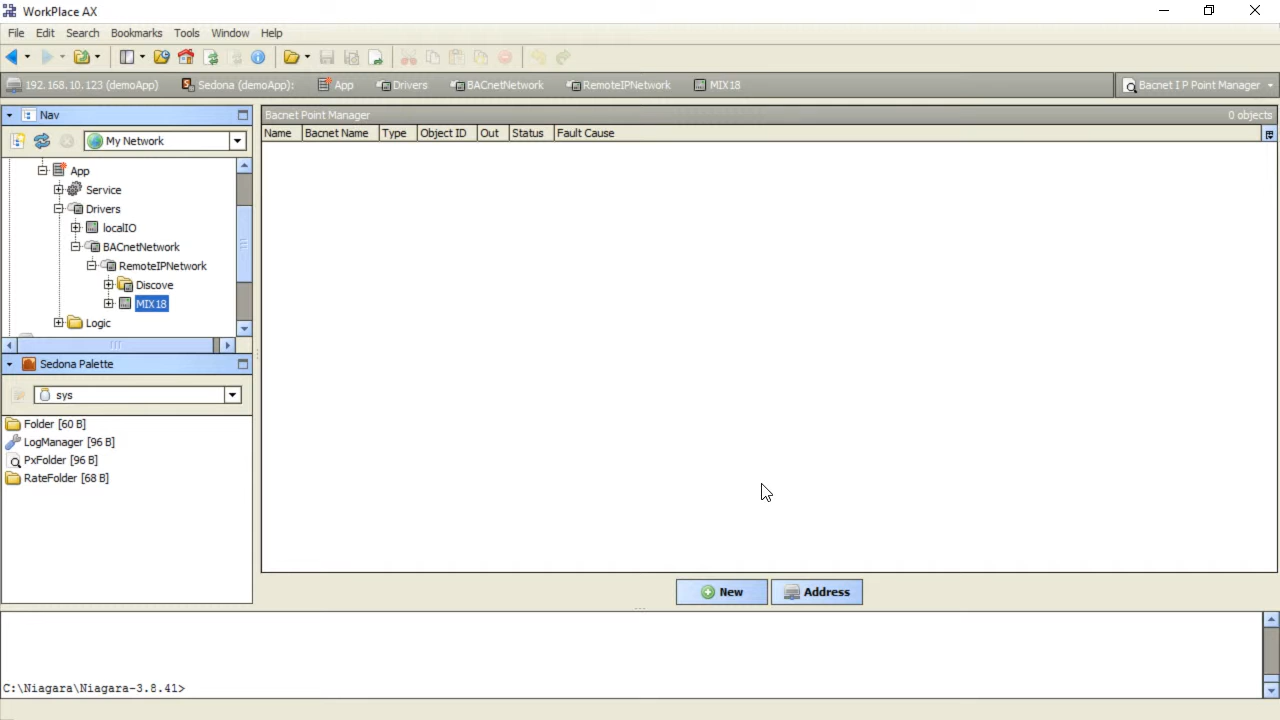 WorkPlace AX
File Edit Search Bookmarks Tools Window Help
192.168.10.123 (demoApp) Sedona (demoApp): App Drivers BACnetNetwork RemoteIPNetwork MIX18 Bacnet I P Point Manager
Nav
My Network
App
Service
Drivers
localIO
BACnetNetwork
RemoteIPNetwork
Discove
MIX18
Logic
Sedona Palette
sys
Folder [60 B]
LogManager [96 B]
PxFolder [96 B]
RateFolder [68 B]
Bacnet Point Manager 0 objects
Name Bacnet Name Type Object ID Out Status Fault Cause
New Address
C:\Niagara\Niagara-3.8.41>